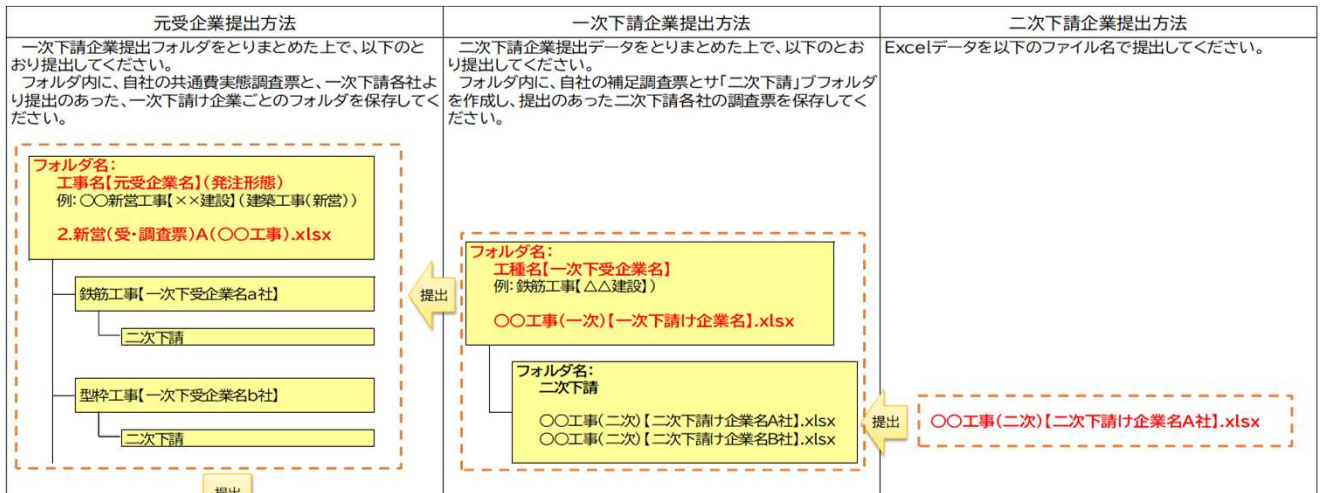 元受企業提出方法
一次下請企業提出フォルダをとりまとめた上で、以下のと
おり提出してください。
フォルダ内に、自社の共通費実態調査票と、一次下請各社よ
り提出のあった、一次下請け企業ごとのフォルダを保存してく
ださい。
フォルダ名:
工事名【元受企業名】(発注形態)
例:〇〇新営工事【××建設】(建築工事(新営))
2.新営(受・調査票)A(〇〇工事).xlsx
鉄筋工事【一次下受企業名a社】
二次下請
型枠工事【一次下受企業名b社】
二次下請
提出
一次下請企業提出方法
二次下請企業提出データをとりまとめた上で、以下のとお
り提出してください。
フォルダ内に、自社の補足調査票とサ「二次下請」ブフォルダ
を作成し、提出のあった二次下請各社の調査票を保存してく
ださい。
提出
フォルダ名:
工種名【一次下受企業名】
例:鉄筋工事【△△建設】)
〇〇工事(一次)【一次下請け企業名】.xlsx
フォルダ名:
二次下請
〇〇工事(二次)【二次下請け企業名A社】.xlsx
〇〇工事(二次)【二次下請け企業名B社】.xlsx
二次下請企業提出方法
Excelデータを以下のファイル名で提出してください。
提出
〇〇工事(二次)【二次下請け企業名A社】.xlsx